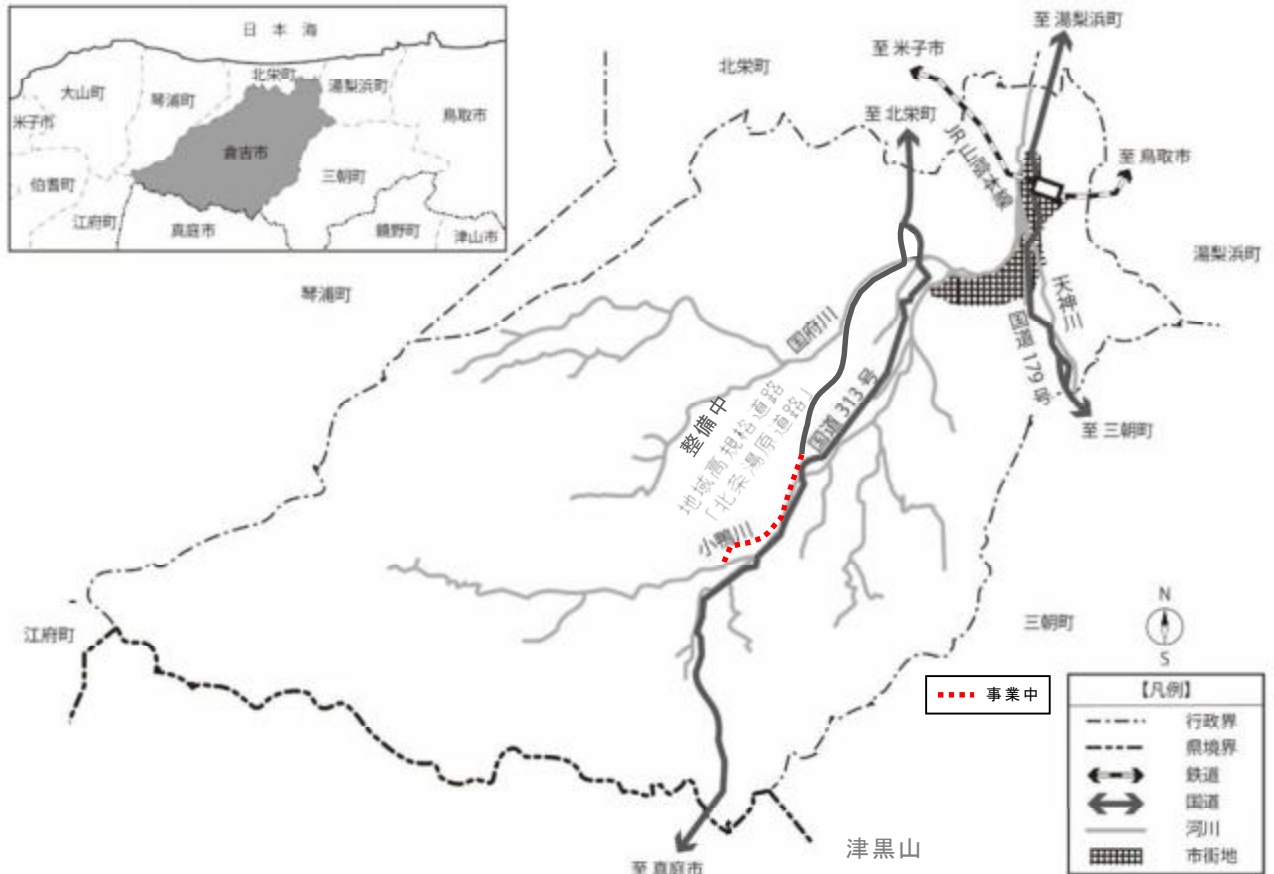 日本海
北栄町
湯梨浜町
大山町
琴浦町
鳥取市
米子市
倉吉市
伯耆町
三朝町
江府町
真庭市
鏡野町
津山市
至 湯梨浜町
至 米子市
北栄町
至 北栄町
JR山陰本線
至 鳥取市
湯梨浜町
琴浦町
天神川
国府川
国道179号
国道313号
至 三朝町
整備中
地域高規格道路
「北条湯原道路」
小鴨川
江府町
三朝町
N
S
事業中
【凡例】
行政界
県境界
鉄道
国道
河川
市街地
津黒山
至 真庭市